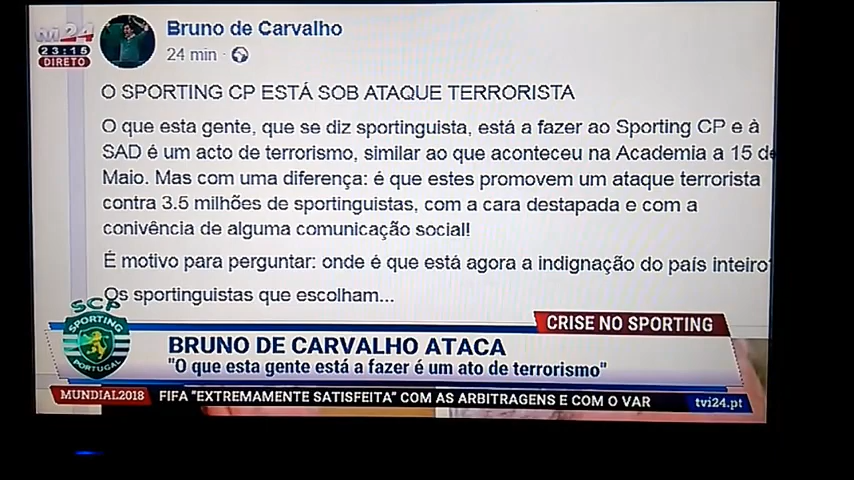 tvi24
23:15
DIRETO
Bruno de Carvalho
24 min
O SPORTING CP ESTÁ SOB ATAQUE TERRORISTA
O que esta gente, que se diz sportinguista, está a fazer ao Sporting CP e à
SAD é um acto de terrorismo, similar ao que aconteceu na Academia a 15 de
Maio. Mas com uma diferença: é que estes promovem um ataque terrorista
contra 3.5 milhões de sportinguistas, com a cara destapada e com a
conivência de alguma comunicação social!
É motivo para perguntar: onde é que está agora a indignação do país inteiro?
Os sportinguistas que escolham...
SCP
SPORTING
PORTUGAL
CRISE NO SPORTING
BRUNO DE CARVALHO ATACA
"O que esta gente está a fazer é um ato de terrorismo"
MUNDIAL2018 FIFA "EXTREMAMENTE SATISFEITA" COM AS ARBITRAGENS E COM O VAR tvi24.pt